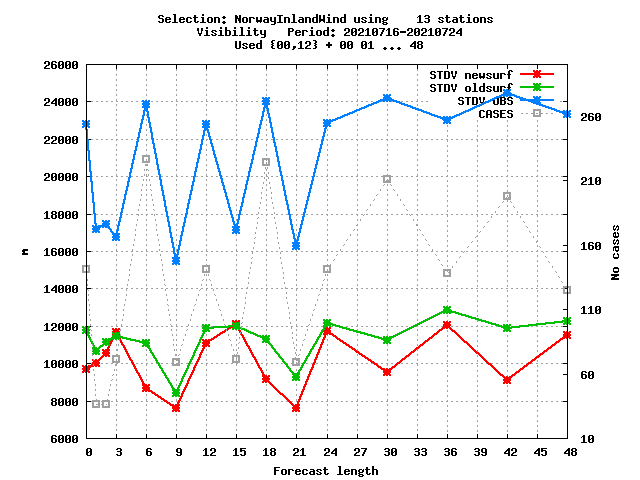 Selection: NorwayInlandWind using    13 stations
Visibility   Period: 20210716-20210724
Used {00,12} + 00 01 ... 48
STDV newsurf
STDV oldsurf
STDV OBS
CASES
26000
24000
22000
20000
18000
16000
14000
12000
10000
8000
6000
m
260
210
160
110
60
10
No cases
0 3 6 9 12 15 18 21 24 27 30 33 36 39 42 45 48
Forecast length